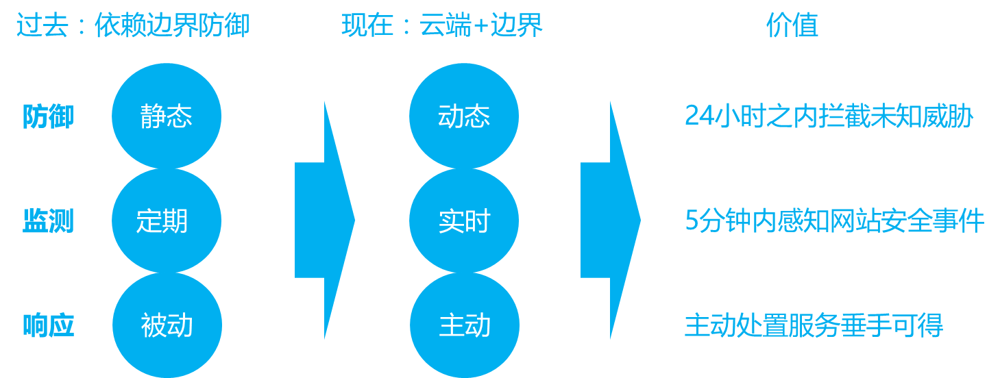 过去：依赖边界防御
现在：云端+边界
价值
防御
静态
动态
24小时之内拦截未知威胁
监测
定期
实时
5分钟内感知网站安全事件
响应
被动
主动
主动处置服务垂手可得